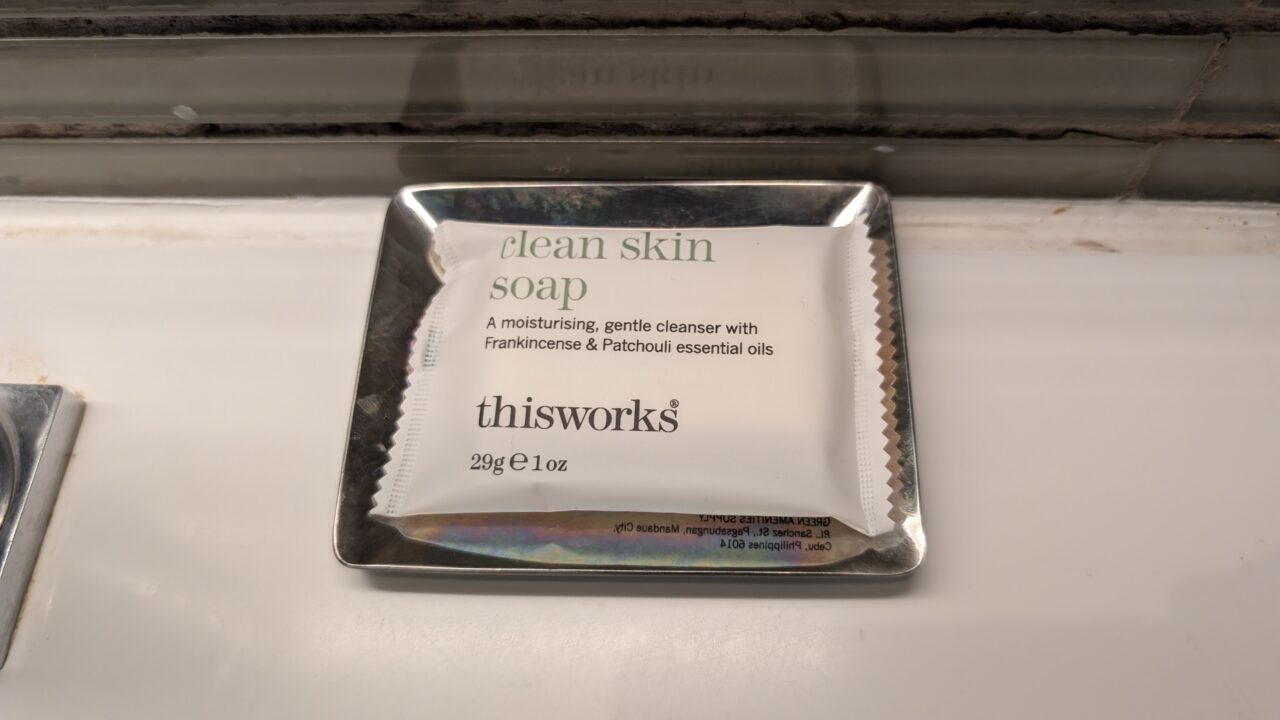 clean skin
soap
A moisturising, gentle cleanser with
Frankincense & Patchouli essential oils
thisworks®
29g ℮ 1 oz
GREEN AMENITIES SUPPLY
P.L. Sanchez St., Pagsabungan, Mandaue City,
Cebu, Philippines 6014